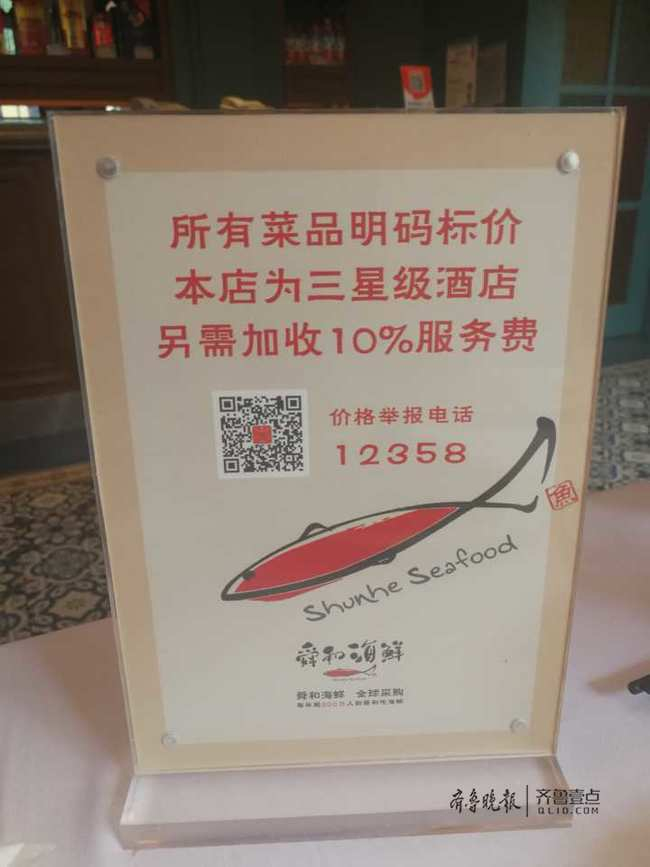 所有菜品明码标价
本店为三星级酒店
另需加收10%服务费
价格举报电话
12358
魚
Shunhe Seafood
舜和海鲜
舜和海鲜 全球采购
齐鲁晚报 齐鲁壹点
QLID.COM